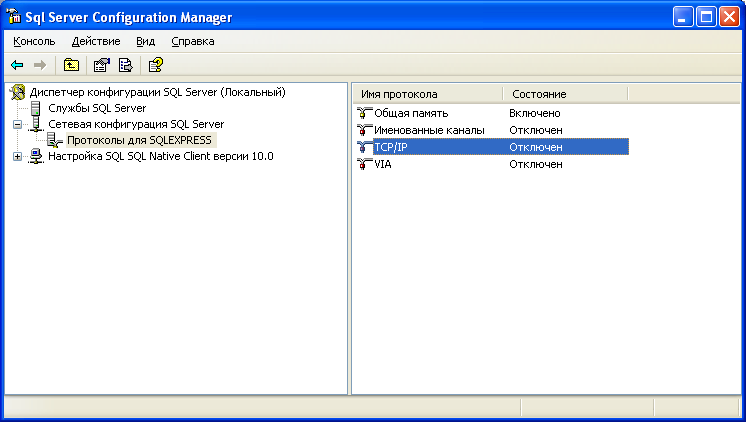 Sql Server Configuration Manager
Консоль Действие Вид Справка
Диспетчер конфигурации SQL Server (Локальный)
Службы SQL Server
Сетевая конфигурация SQL Server
Протоколы для SQLEXPRESS
Настройка SQL SQL Native Client версии 10.0
Имя протокола Состояние
Общая память Включено
Именованные каналы Отключен
TCP/IP Отключен
VIA Отключен